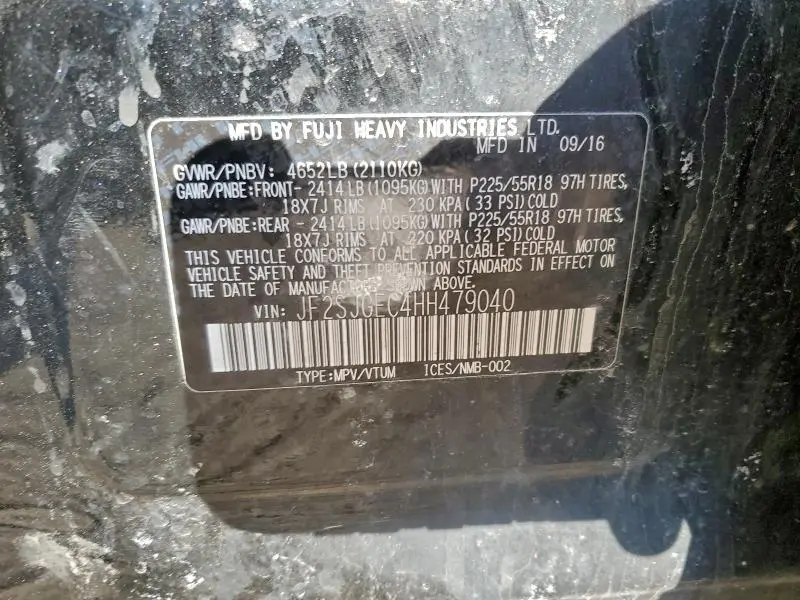 MFD BY FUJI HEAVY INDUSTRIES LTD.
MFD IN 09/16
GVWR/PNBV: 4652LB(2110KG)
GAWR/PNBE:FRONT- 2414LB(1095KG)WITH P225/55R18 97H TIRES,
18X7J RIMS AT 230 KPA(33 PSI)COLD
GAWR/PNBE:REAR - 2414LB(1095KG)WITH P225/55R18 97H TIRES,
18X7J RIMS AT 220 KPA(32 PSI)COLD
THIS VEHICLE CONFORMS TO ALL APPLICABLE FEDERAL MOTOR
VEHICLE SAFETY AND THEFT PREVENTION STANDARDS IN EFFECT ON
THE DATE OF MANUFACTURE SHOWN ABOVE.
VIN: JF2SJGEC4HH479040
TYPE:MPV/VTUM ICES/NMB-002